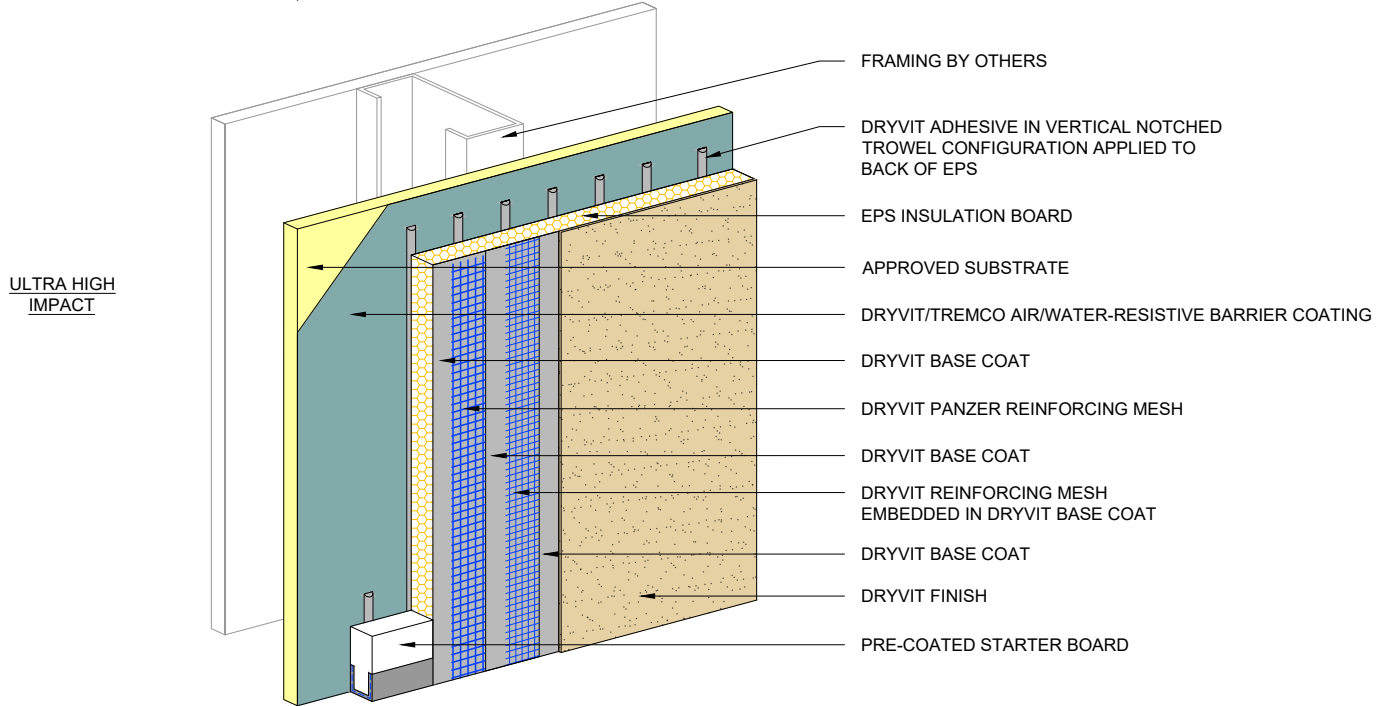 FRAMING BY OTHERS
DRYVIT ADHESIVE IN VERTICAL NOTCHED
TROWEL CONFIGURATION APPLIED TO
BACK OF EPS
EPS INSULATION BOARD
APPROVED SUBSTRATE
ULTRA HIGH
IMPACT
DRYVIT/TREMCO AIR/WATER-RESISTIVE BARRIER COATING
DRYVIT BASE COAT
DRYVIT PANZER REINFORCING MESH
DRYVIT BASE COAT
DRYVIT REINFORCING MESH
EMBEDDED IN DRYVIT BASE COAT
DRYVIT BASE COAT
DRYVIT FINISH
PRE-COATED STARTER BOARD